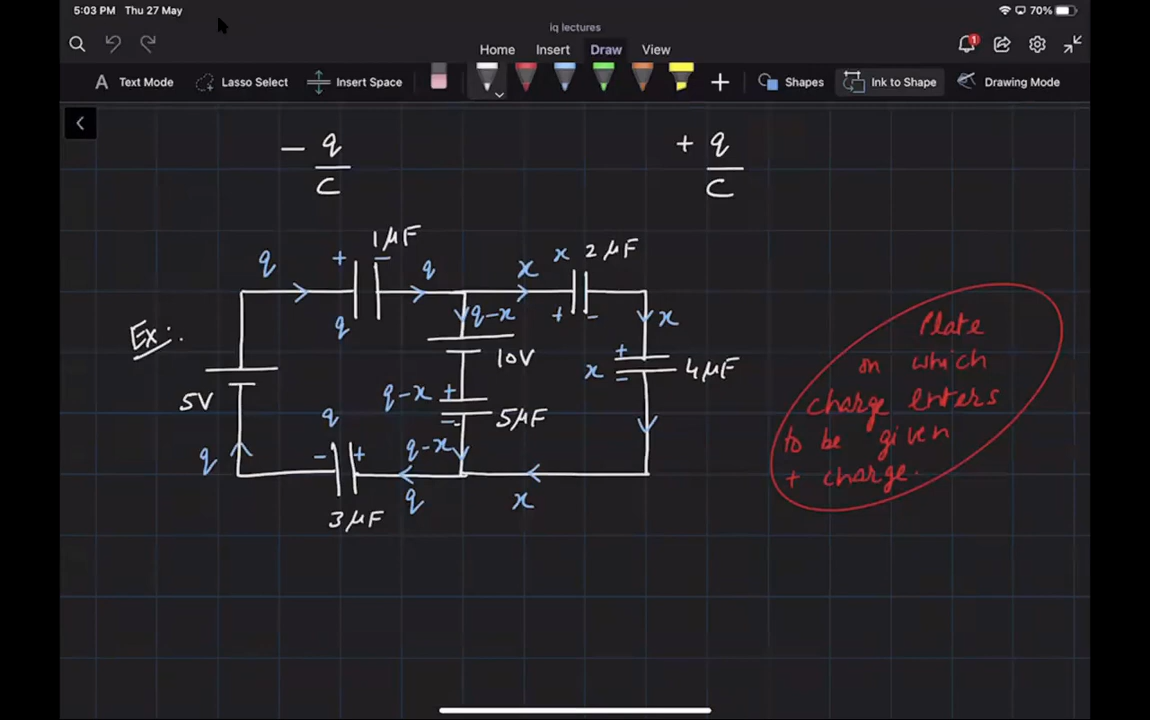 5:03 PM Thu 27 May
70%
iq lectures
Home Insert Draw View
1
A Text Mode Lasso Select Insert Space
Shapes Ink to Shape Drawing Mode
− q
C
+ q
C
1μF
q + − q x x 2μF
q q−x + − x
Ex:
10V + x 4μF
−
5V
q−x + 5μF
−
q q−x
q − +
q x
3μF
Plate
on which
charge enters
to be given
+ charge.